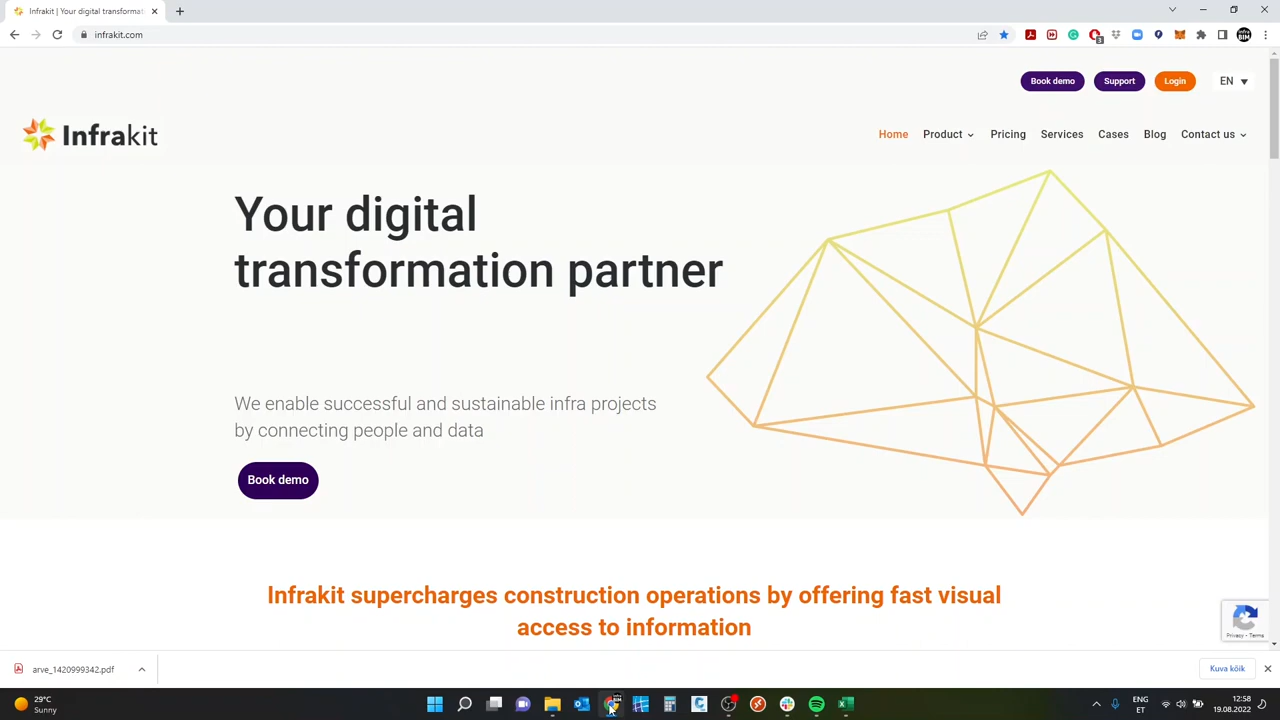 Infrakit | Your digital transformat
infrakit.com
3
Book demo
Support
Login
EN
Infrakit
Home
Product
Pricing
Services
Cases
Blog
Contact us
Your digital
transformation partner
We enable successful and sustainable infra projects
by connecting people and data
Book demo
Infrakit supercharges construction operations by offering fast visual
access to information
Privacy - Terms
arve_1420999342.pdf
Kuva kõik
29°C
Sunny
ENG
ET
12:58
19.08.2022